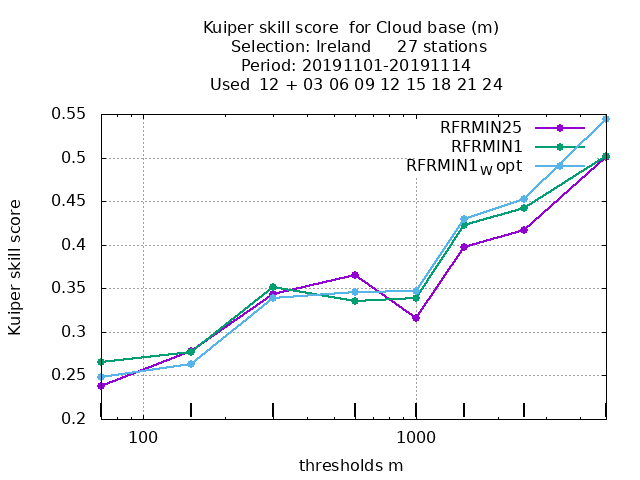 Kuiper skill score  for Cloud base (m)
Selection: Ireland     27 stations
Period: 20191101-20191114
Used  12 + 03 06 09 12 15 18 21 24
RFRMIN25
RFRMIN1
RFRMIN1W opt
0.55
0.5
0.45
0.4
0.35
0.3
0.25
0.2
Kuiper skill score
100 1000
thresholds m